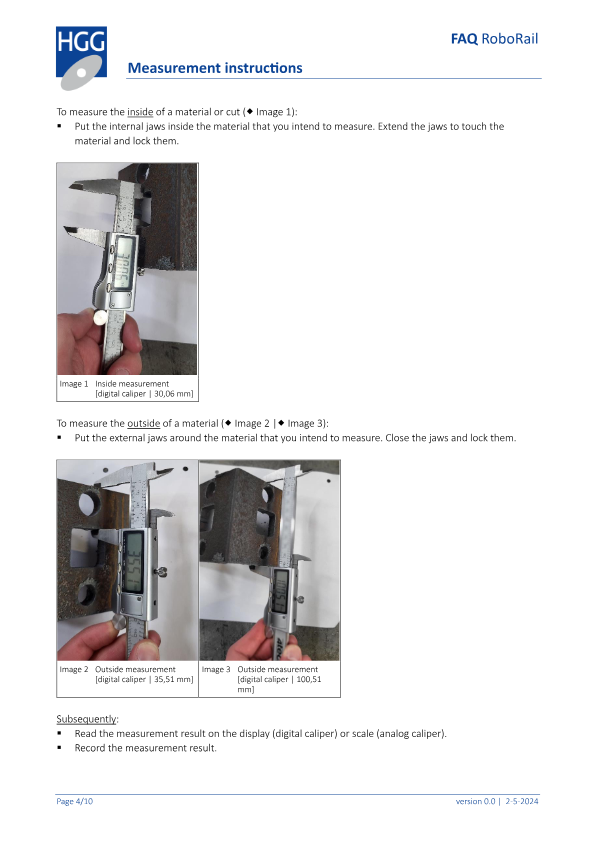 HGG
FAQ RoboRail
Measurement instructions
To measure the inside of a material or cut (◆ Image 1):
▪ Put the internal jaws inside the material that you intend to measure. Extend the jaws to touch the
material and lock them.
Image 1 Inside measurement
[digital caliper | 30,06 mm]
To measure the outside of a material (◆ Image 2 |◆ Image 3):
▪ Put the external jaws around the material that you intend to measure. Close the jaws and lock them.
Image 2 Outside measurement
[digital caliper | 35,51 mm]
Image 3 Outside measurement
[digital caliper | 100,51
mm]
Subsequently:
▪ Read the measurement result on the display (digital caliper) or scale (analog caliper).
▪ Record the measurement result.
Page 4/10
version 0.0 | 2-5-2024